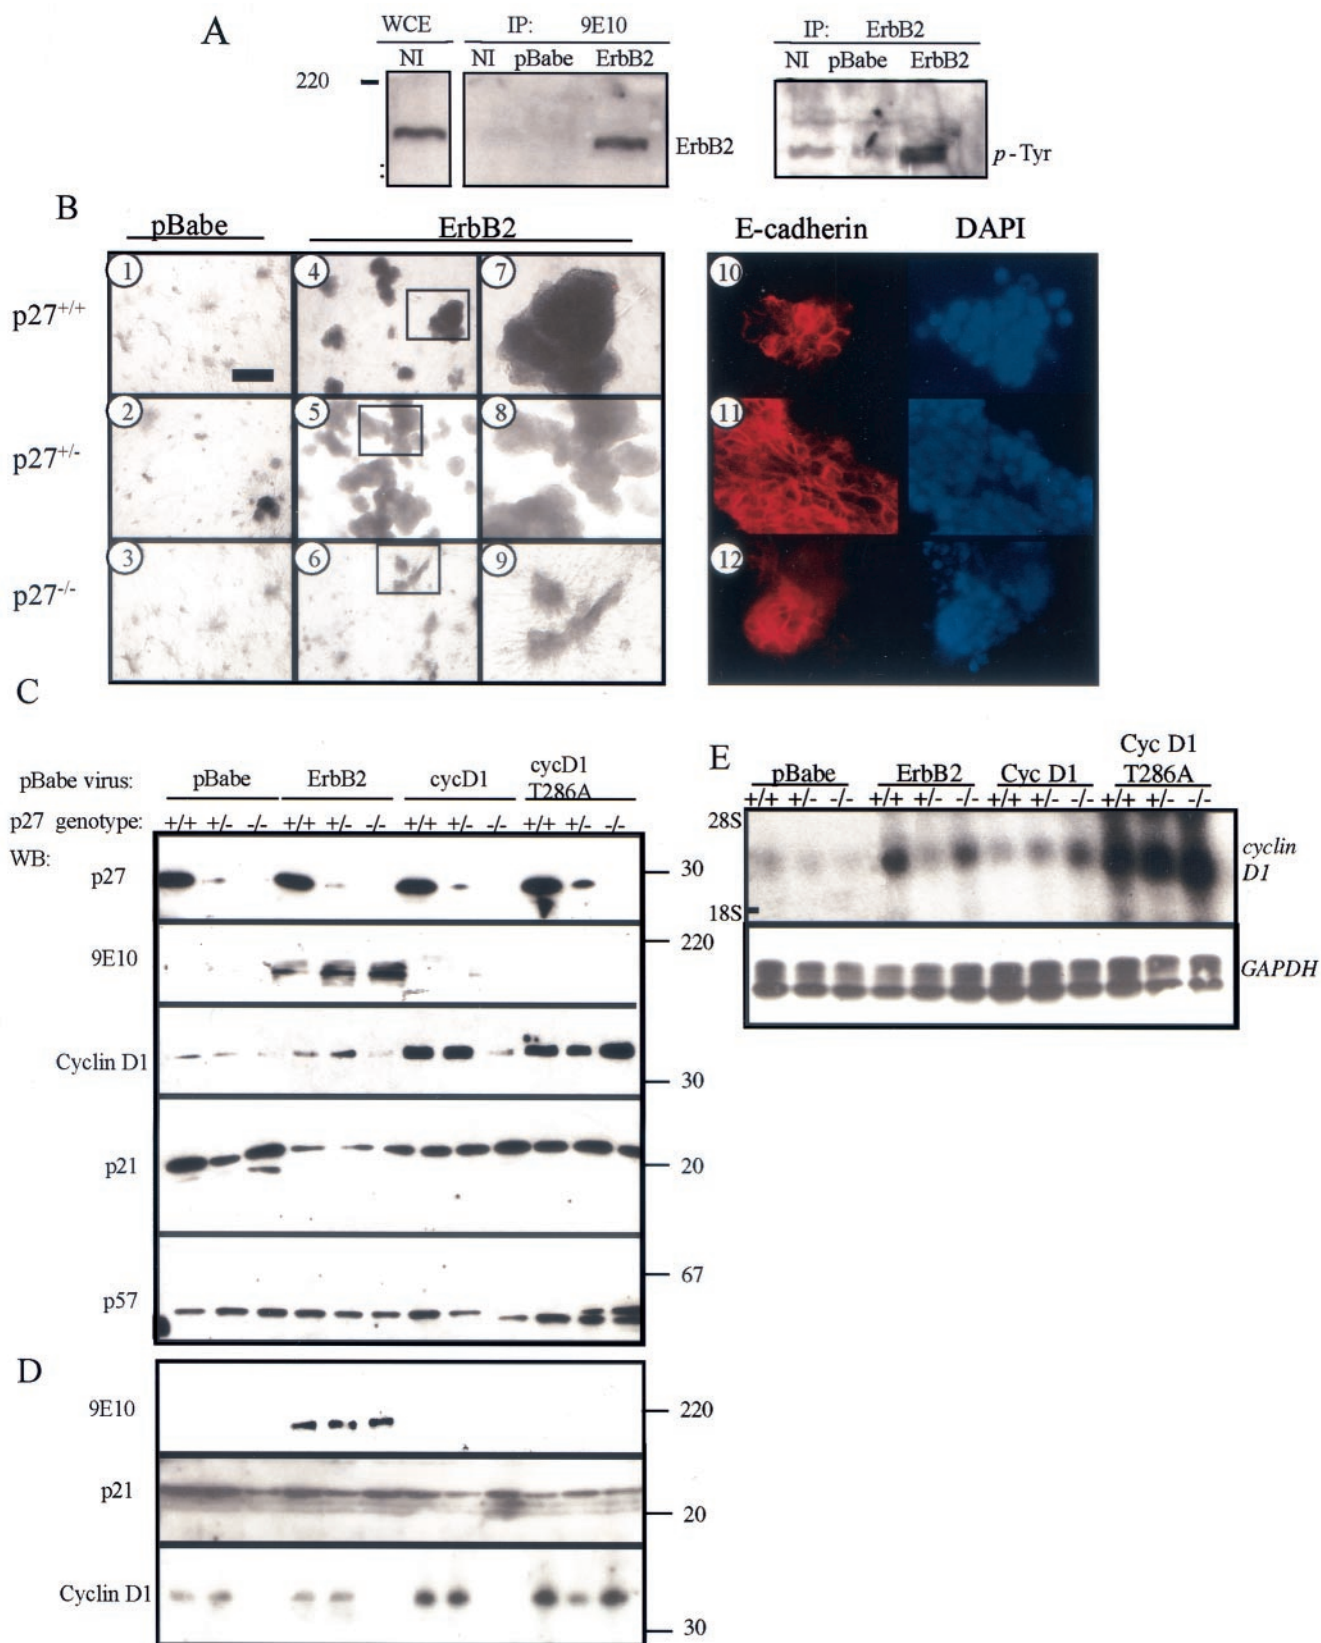 A
WCE IP: 9E10 IP: ErbB2
NI NI pBabe ErbB2 NI pBabe ErbB2
220
ErbB2
p-Tyr
B
pBabe ErbB2 E-cadherin DAPI
p27+/+ 1 4 7 10
p27+/- 2 5 8 11
p27-/- 3 6 9 12
C
pBabe virus: pBabe ErbB2 cycD1 cycD1 T286A
p27 genotype: +/+ +/- -/- +/+ +/- -/- +/+ +/- -/- +/+ +/- -/-
WB:
p27 30
9E10 220
Cyclin D1 30
p21 20
p57 67
D
9E10 220
p21 20
Cyclin D1 30
E
pBabe ErbB2 Cyc D1 Cyc D1 T286A
+/+ +/- -/- +/+ +/- -/- +/+ +/- -/- +/+ +/- -/-
28S
cyclin D1
18S
GAPDH